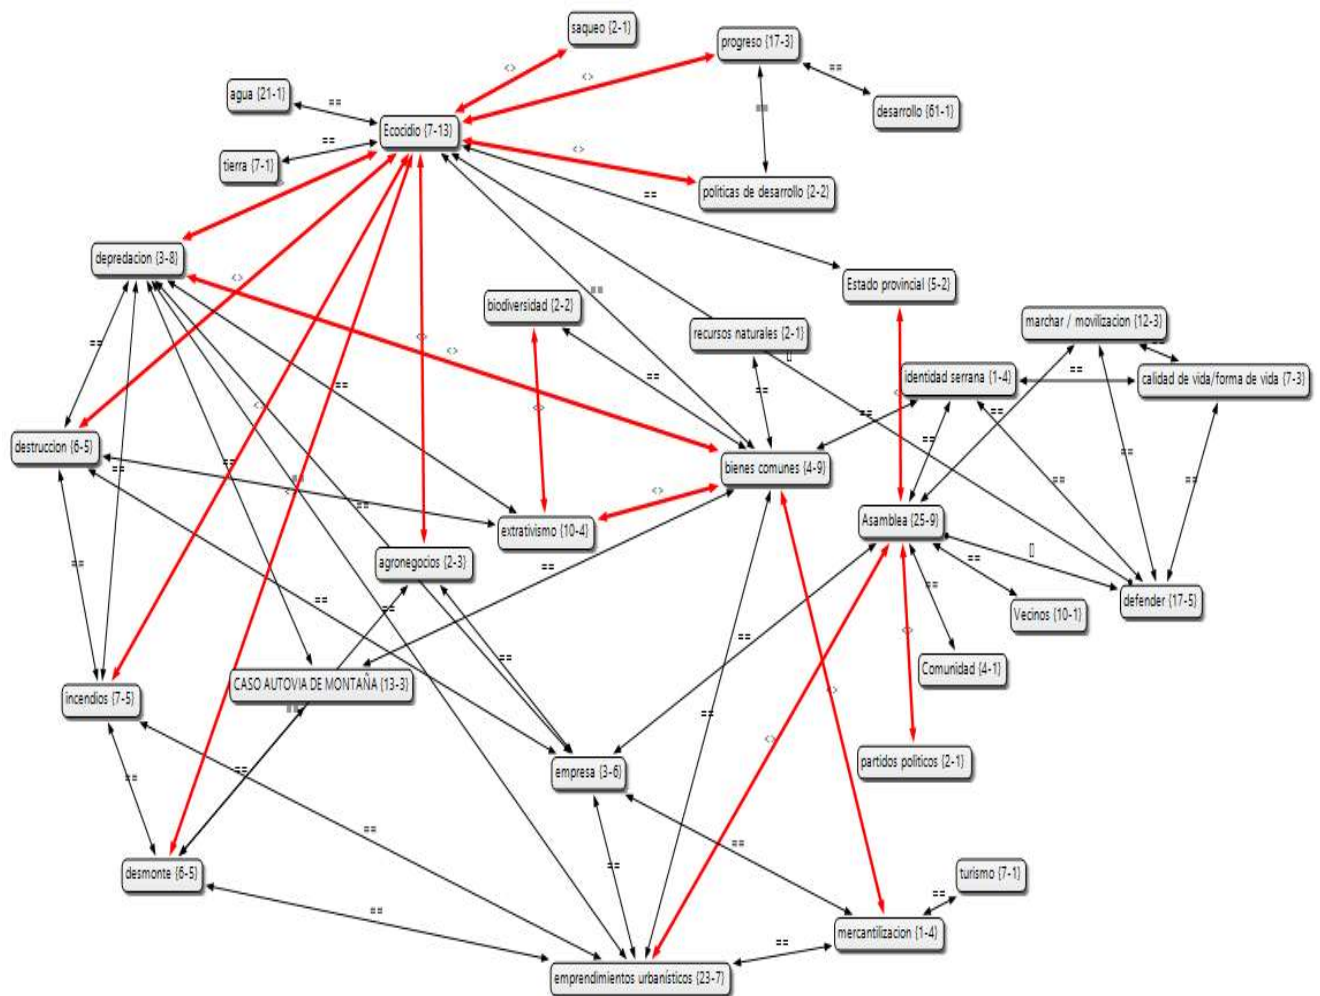 saqueo {2-1}
progreso {17-3}
agua {21-1}
desarrollo {61-1}
Ecocidio {7-13}
tierra {7-1}
politicas de desarrollo {2-2}
depredacion {3-8}
Estado provincial {5-2}
biodiversidad {2-2}
recursos naturales {2-1}
marchar / movilizacion {12-3}
identidad serrana {1-4}
calidad de vida/forma de vida {7-3}
destruccion {6-5}
bienes comunes {4-9}
extrativismo {10-4}
Asamblea {25-9}
agronegocios {2-3}
defender {17-5}
Vecinos {10-1}
Comunidad {4-1}
incendios {7-5}
CASO AUTOVIA DE MONTAÑA {13-3}
empresa {3-6}
partidos politicos {2-1}
desmonte {6-5}
turismo {7-1}
mercantilizacion {1-4}
emprendimientos urbanísticos {23-7}